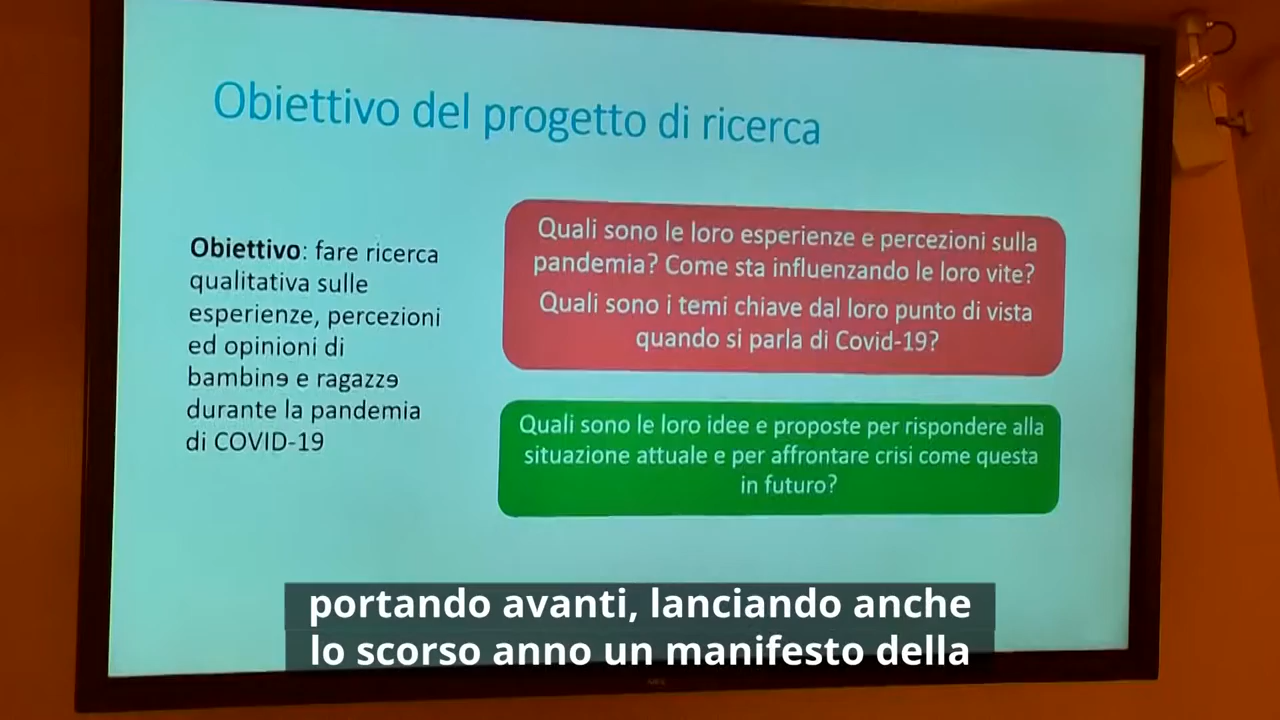 Obiettivo del progetto di ricerca
Obiettivo: fare ricerca
qualitativa sulle
esperienze, percezioni
ed opinioni di
bambinɘ e ragazzɘ
durante la pandemia
di COVID-19
Quali sono le loro esperienze e percezioni sulla
pandemia? Come sta influenzando le loro vite?
Quali sono i temi chiave dal loro punto di vista
quando si parla di Covid-19?
Quali sono le loro idee e proposte per rispondere alla
situazione attuale e per affrontare crisi come questa
in futuro?
portando avanti, lanciando anche
lo scorso anno un manifesto della